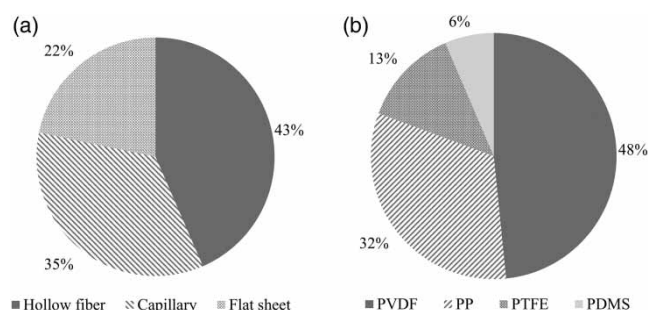 (a)
22%
43%
35%
Hollow fiber Capillary Flat sheet
(b)
6%
13%
48%
32%
PVDF PP PTFE PDMS